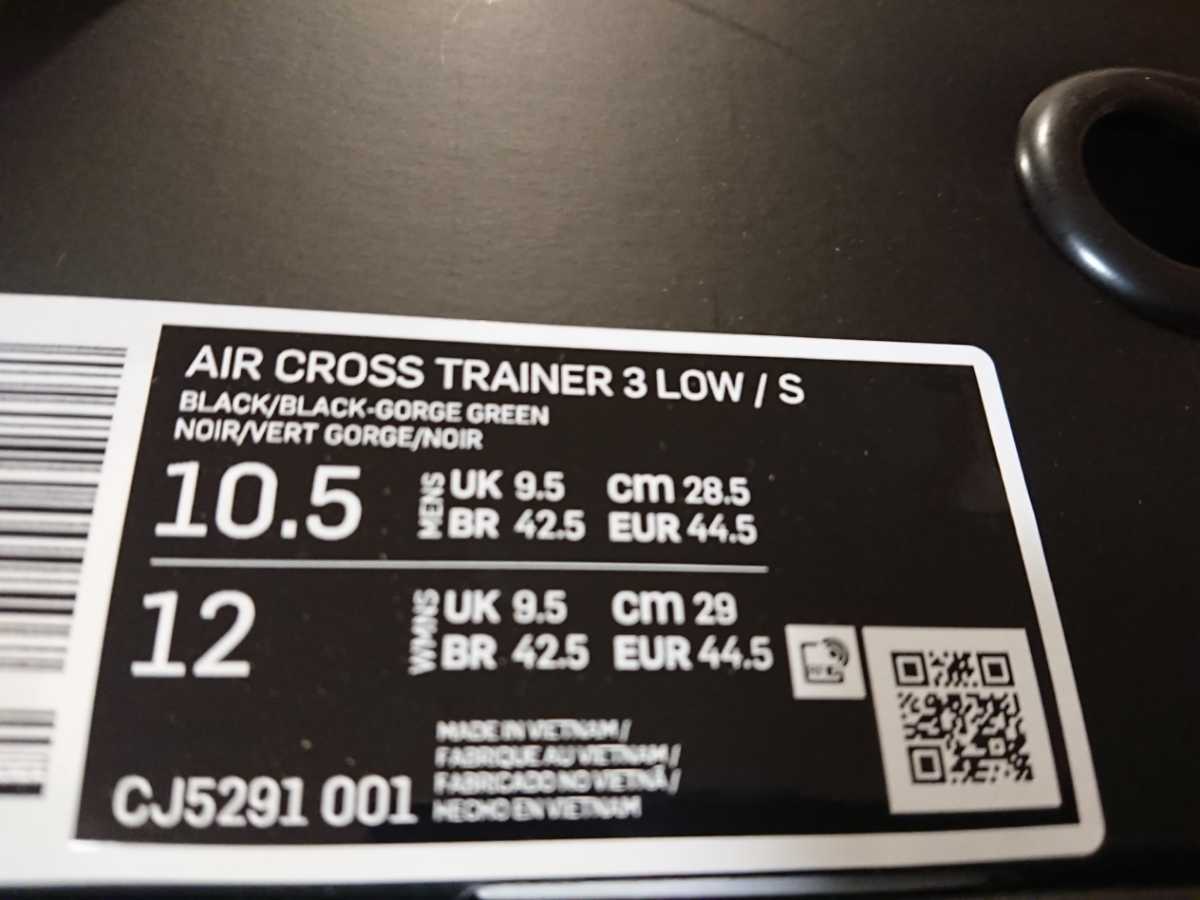 AIR CROSS TRAINER 3 LOW / S
BLACK/BLACK-GORGE GREEN
NOIR/VERT GORGE/NOIR
10.5 MENS UK 9.5 cm 28.5
BR 42.5 EUR 44.5
12 WMNS UK 9.5 cm 29
BR 42.5 EUR 44.5
CJ5291 001
MADE IN VIETNAM /
FABRIQUE AU VIETNAM /
FABRICADO NO VIETNÃ /
HECHO EN VIETNAM